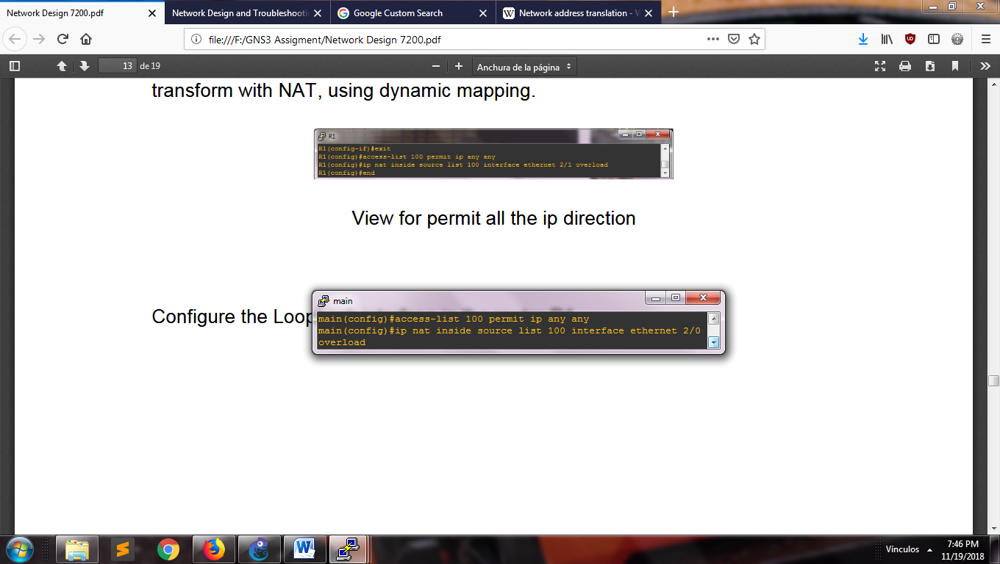 Network Design 7200.pdf
Network Design and Troubleshooti
Google Custom Search
Network address translation - W
file:///F:/GNS3 Assigment/Network Design 7200.pdf
13 de 19
Anchura de la página
transform with NAT, using dynamic mapping.
R1
R1(config-if)#exit
R1(config)#access-list 100 permit ip any any
R1(config)#ip nat inside source list 100 interface ethernet 2/1 overload
R1(config)#end
View for permit all the ip direction
Configure the Loop
main
main(config)#access-list 100 permit ip any any
main(config)#ip nat inside source list 100 interface ethernet 2/0
overload
Vínculos
7:46 PM
11/19/2018